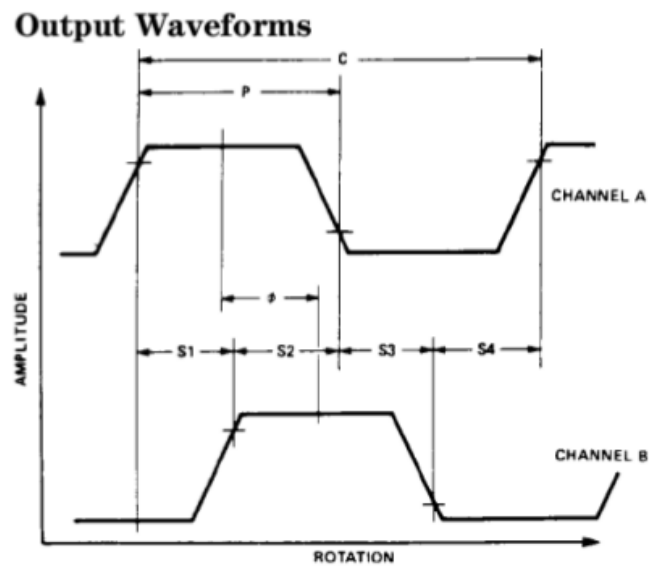 Output Waveforms
C
P
CHANNEL A
ϕ
S1 S2 S3 S4
AMPLITUDE
CHANNEL B
ROTATION